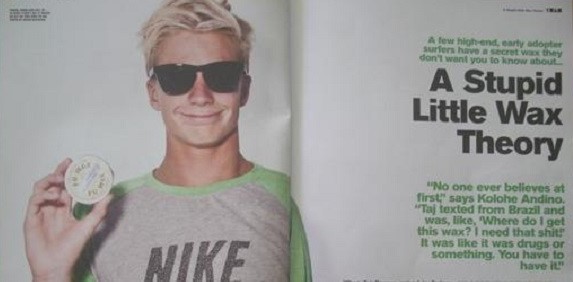 A few high-end, early adopter
surfers have a secret wax they
don't want you to know about...
A Stupid
Little Wax
Theory
"No one ever believes at
first," says Kolohe Andino.
"Taj texted from Brazil and
was, like, 'Where do I get
this wax? I need that shit!'
It was like it was drugs or
something. You have to
have it."
NIKE